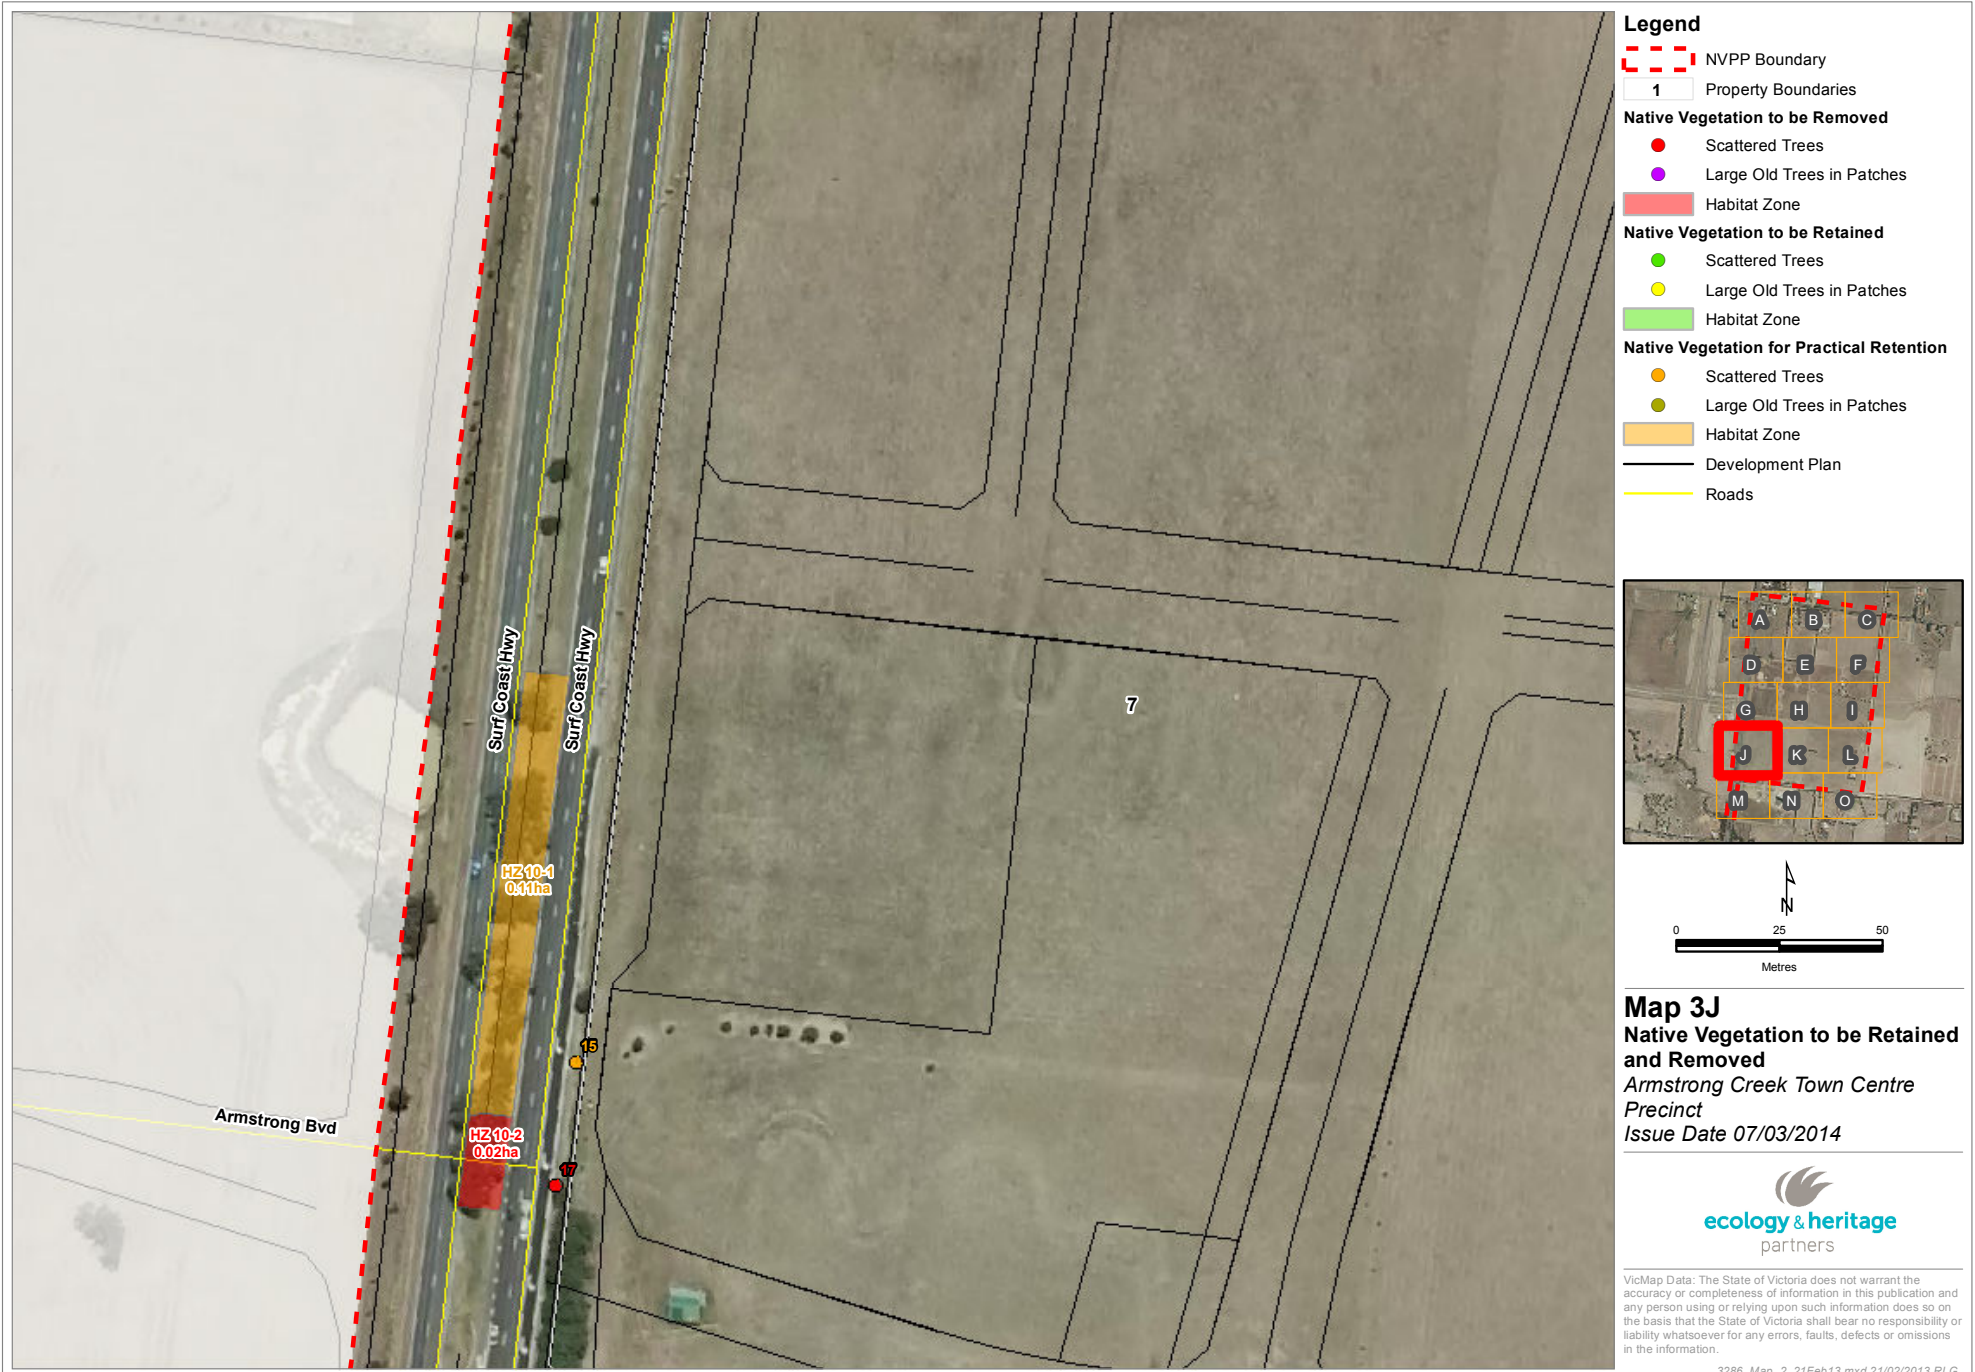 Legend
NVPP Boundary
1 Property Boundaries
Native Vegetation to be Removed
Scattered Trees
Large Old Trees in Patches
Habitat Zone
Native Vegetation to be Retained
Scattered Trees
Large Old Trees in Patches
Habitat Zone
Native Vegetation for Practical Retention
Scattered Trees
Large Old Trees in Patches
Habitat Zone
Development Plan
Roads
Surf Coast Hwy
Surf Coast Hwy
7
HZ 10-1
0.11ha
15
Armstrong Bvd
HZ 10-2
0.02ha
17
A B C
D E F
G H I
J K L
M N O
N
0 25 50
Metres
Map 3J
Native Vegetation to be Retained
and Removed
Armstrong Creek Town Centre
Precinct
Issue Date 07/03/2014
ecology & heritage
partners
VicMap Data: The State of Victoria does not warrant the
accuracy or completeness of information in this publication and
any person using or relying upon such information does so on
the basis that the State of Victoria shall bear no responsibility or
liability whatsoever for any errors, faults, defects or omissions
in the information.
3286_Map_2_21Feb13.mxd 21/02/2013 RLG